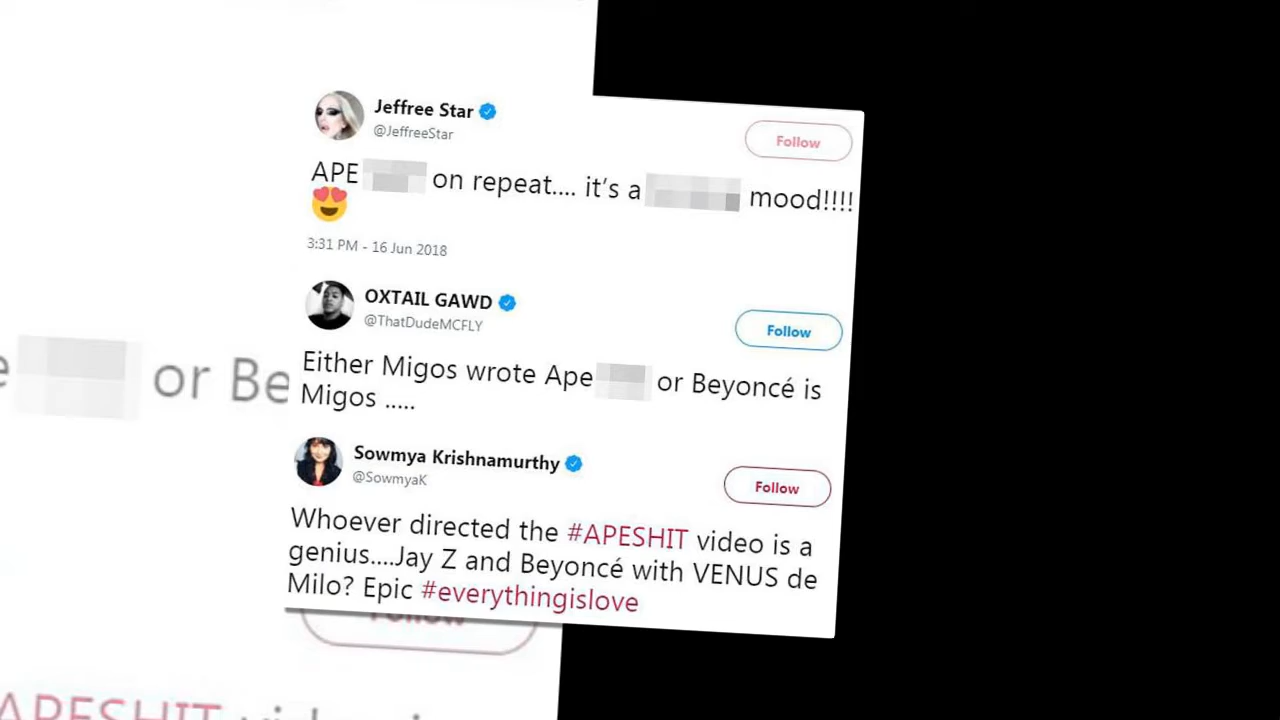 Jeffree Star
@JeffreeStar
Follow
APE on repeat.... it's a mood!!!!
😍
3:31 PM - 16 Jun 2018
OXTAIL GAWD
@ThatDudeMCFLY
Follow
Either Migos wrote Ape or Beyoncé is
Migos .....
Sowmya Krishnamurthy
@SowmyaK
Follow
Whoever directed the #APESHIT video is a
genius....Jay Z and Beyoncé with VENUS de
Milo? Epic #everythingislove
or Be
Follow
APESHIT